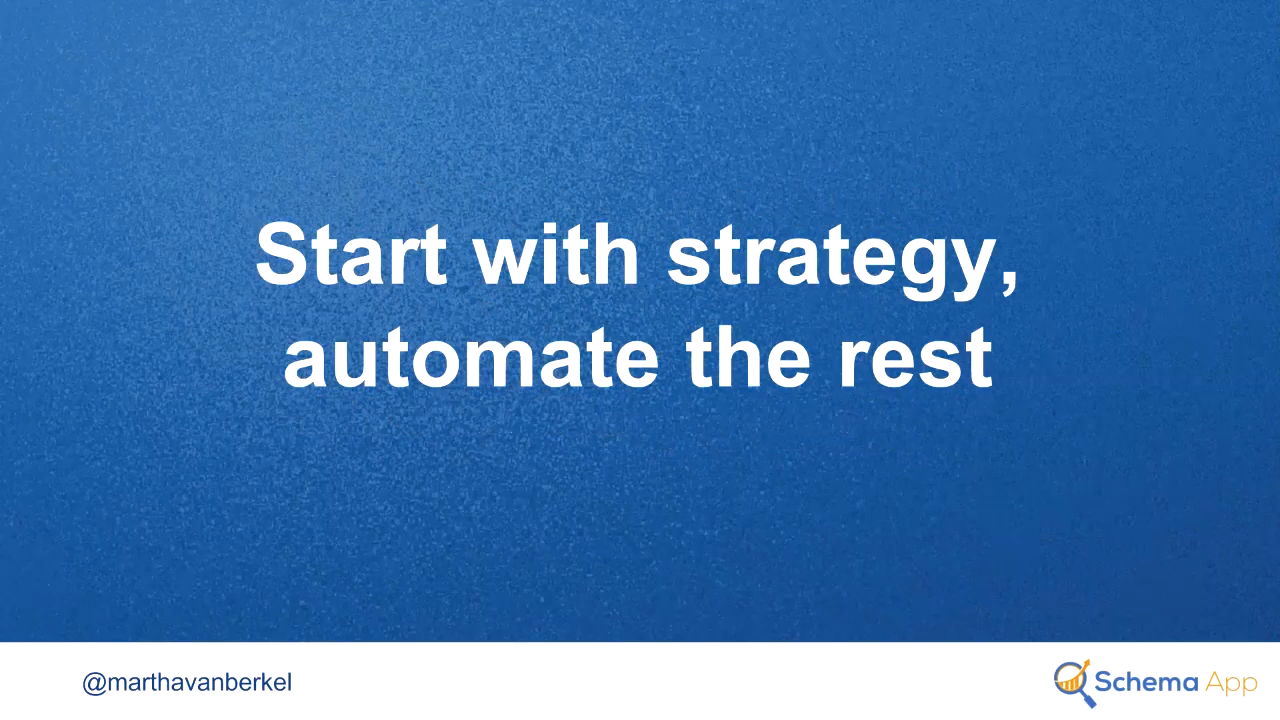 Start with strategy,
automate the rest
@marthavanberkel
Schema App